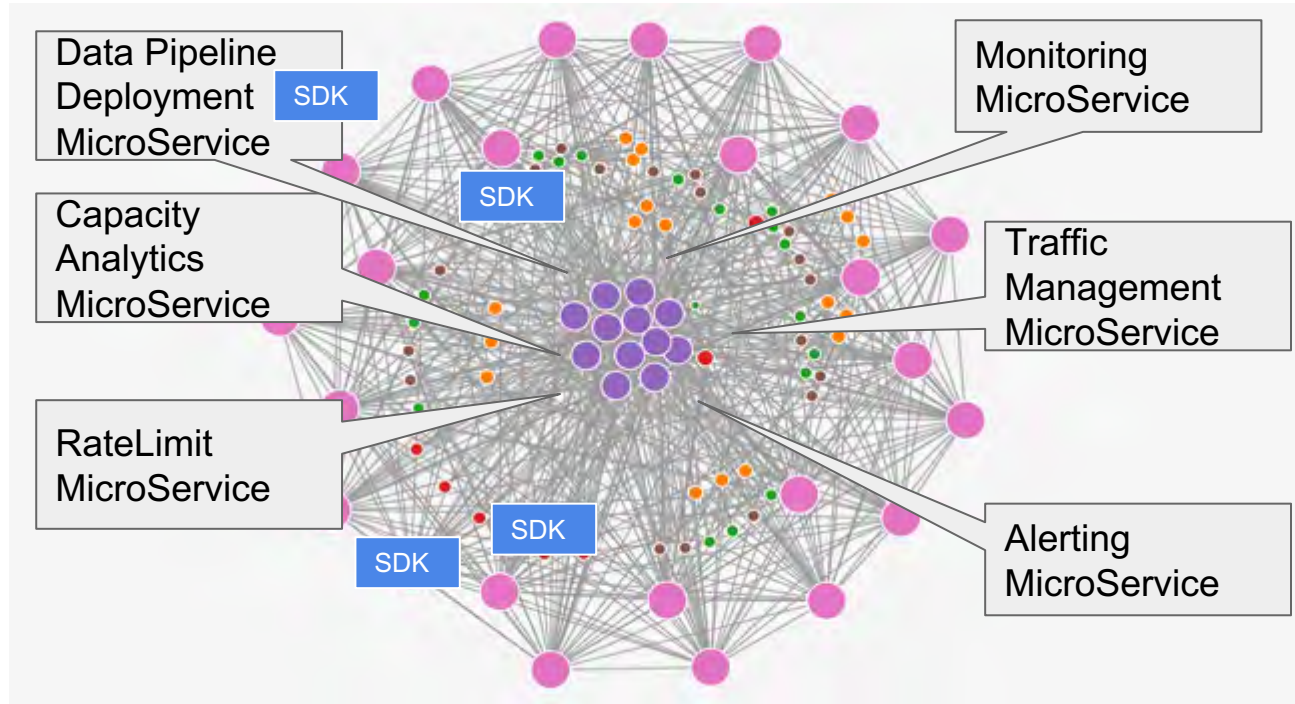 Data Pipeline
Deployment
MicroService
SDK
Monitoring
MicroService
SDK
Capacity
Analytics
MicroService
Traffic
Management
MicroService
RateLimit
MicroService
SDK
SDK
Alerting
MicroService